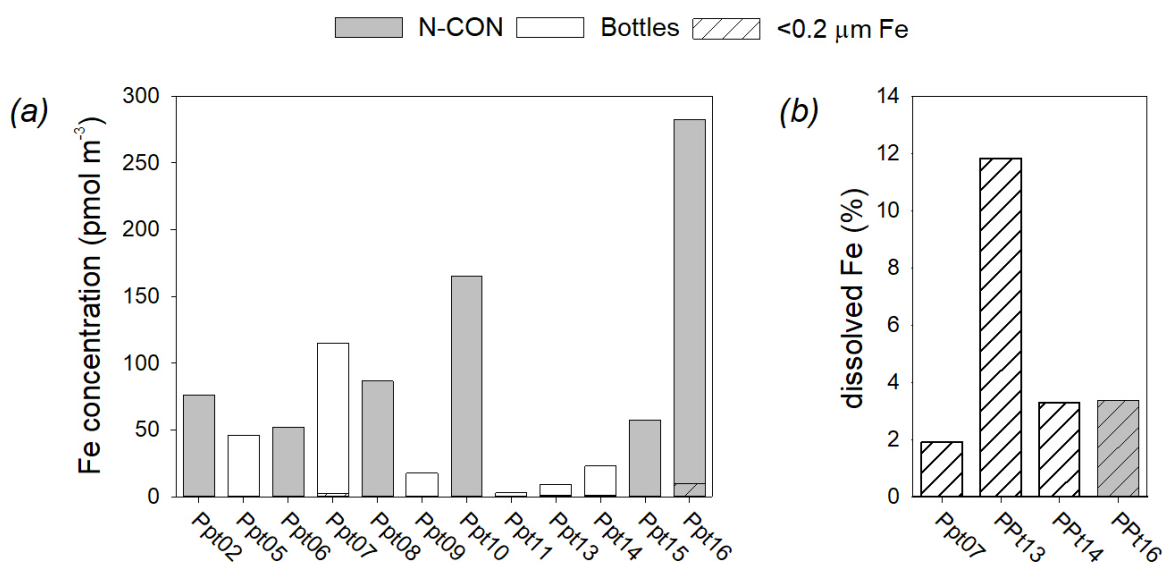 N-CON Bottles <0.2 µm Fe
(a)
Fe concentration (pmol m⁻³)
300
250
200
150
100
50
0
Ppt02 Ppt05 Ppt06 Ppt07 Ppt08 Ppt09 Ppt10 Ppt11 Ppt13 Ppt14 Ppt15 Ppt16
(b)
dissolved Fe (%)
14
12
10
8
6
4
2
0
Ppt07 PPt13 PPt14 PPt16